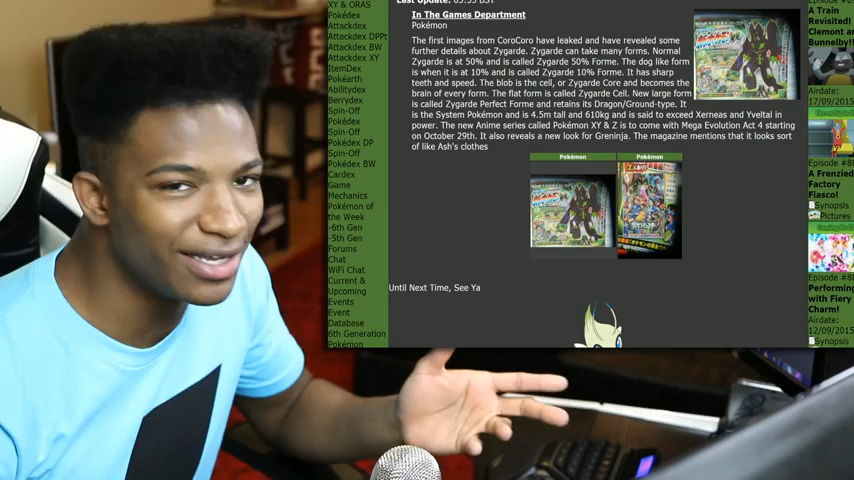 Last Update: 05:55 BST
XY & ORAS
Pokédex
Attackdex
Attackdex DPPt
Attackdex BW
Attackdex XY
ItemDex
Pokéarth
Abilitydex
Berrydex
Spin-Off
Pokédex
Spin-Off
Pokédex DP
Spin-Off
Pokédex BW
Cardex
Game
Mechanics
Pokémon of
the Week
-6th Gen
-5th Gen
Forums
Chat
WiFi Chat
Current &
Upcoming
Events
Event
Database
6th Generation
Pokémon
In The Games Department
Pokémon
The first images from CoroCoro have leaked and have revealed some
further details about Zygarde. Zygarde can take many forms. Normal
Zygarde is at 50% and is called Zygarde 50% Forme. The dog like form
is when it is at 10% and is called Zygarde 10% Forme. It has sharp
teeth and speed. The blob is the cell, or Zygarde Core and becomes the
brain of every form. The flat form is called Zygarde Cell. New large form
is called Zygarde Perfect Forme and retains its Dragon/Ground-type. It
is the System Pokémon and is 4.5m tall and 610kg and is said to exceed Xerneas and Yveltal in
power. The new Anime series called Pokémon XY & Z is to come with Mega Evolution Act 4 starting
on October 29th. It also reveals a new look for Greninja. The magazine mentions that it looks sort
of like Ash's clothes
Pokémon
Pokémon
Until Next Time, See Ya
A Train
Revisited!
Clemont an
Bunnelby!!
Airdate:
17/09/2015
Episode #8
A Frenzied
Factory
Fiasco!
Synopsis
Pictures
Episode #8
Performing
with Fiery
Charm!
Airdate:
12/09/2015
Synopsis